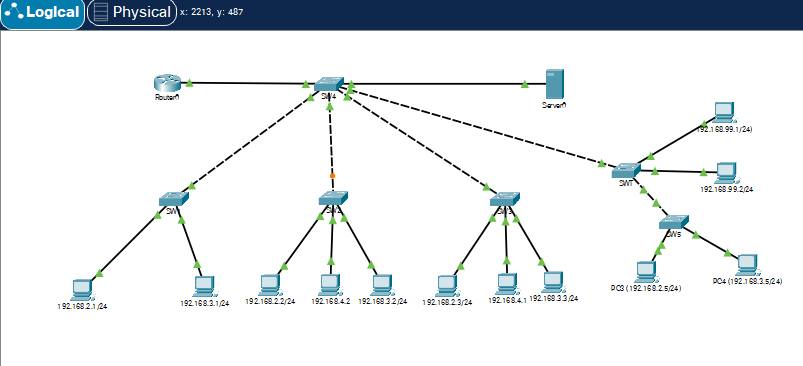 Logical
Physical
x: 2213, y: 487
Router0
SW4
Server0
192.168.99.1/24)
SW1
192.168.99.2/24
SW5
192.168.2.1/24
192.168.3.1/24
192.168.2.2/24
192.168.4.2
192.168.3.2/24
192.168.2.3/24
192.168.4.1
192.168.3.3/24
PC3 (192.168.2.5/24)
PC4 (192.168.3.5/24)